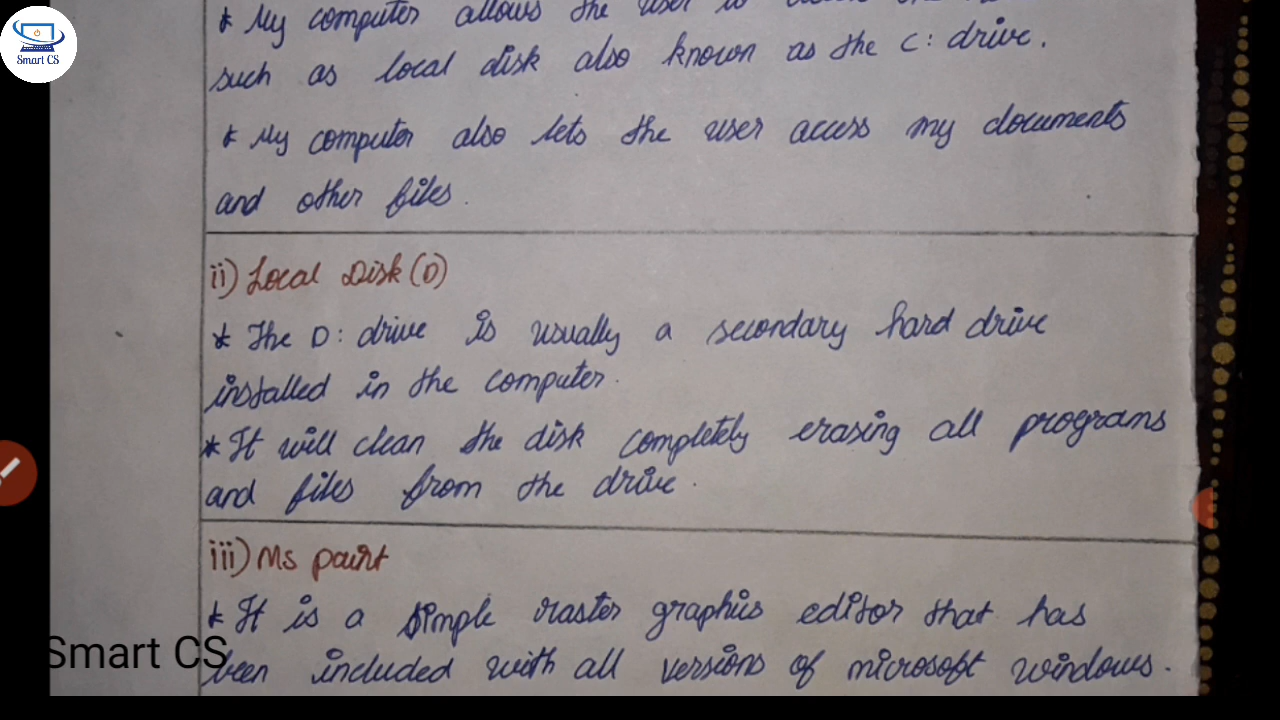 Smart CS
* My computer allows the user to
such as local disk also known as the C: drive.
* My computer also lets the user access my documents
and other files.
ii) Local Disk (D)
* The D: drive is usually a secondary hard drive
installed in the computer.
* It will clean the disk completely erasing all programs
and files from the drive.
iii) Ms paint
* It is a simple raster graphics editor that has
Smart CS
been included with all versions of microsoft windows.